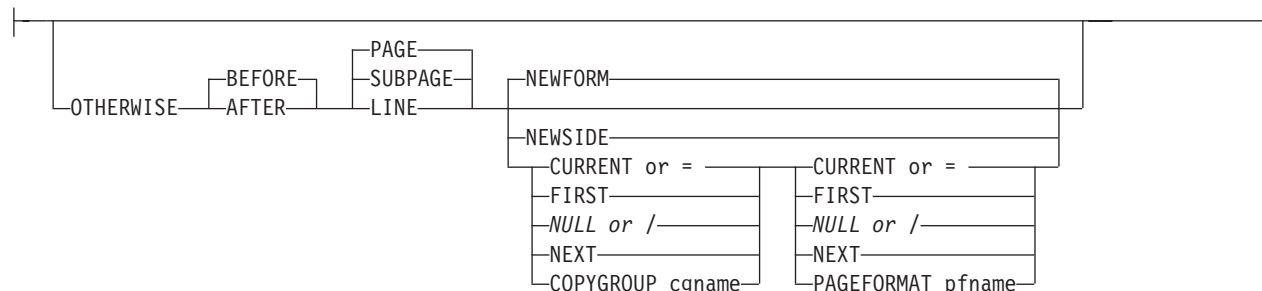 PAGE
BEFORE SUBPAGE NEWFORM
OTHERWISE AFTER LINE
NEWSIDE
CURRENT or = CURRENT or =
FIRST FIRST
NULL or / NULL or /
NEXT NEXT
COPYGROUP cgname PAGEFORMAT pfname